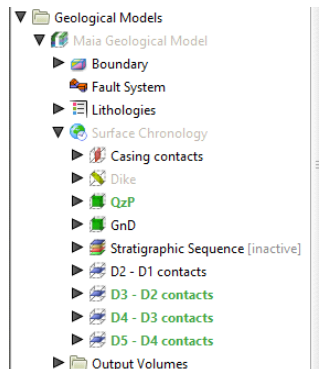 Geological Models
Maia Geological Model
Boundary
Fault System
Lithologies
Surface Chronology
Casing contacts
Dike
QzP
GnD
Stratigraphic Sequence [inactive]
D2 - D1 contacts
D3 - D2 contacts
D4 - D3 contacts
D5 - D4 contacts
Output Volumes